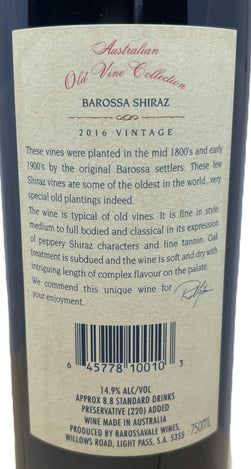 Australian
Old Vine Collection
BAROSSA SHIRAZ
2016 VINTAGE
These vines were planted in the mid 1800's and early
1900's by the original Barossa settlers. These few
Shiraz vines are some of the oldest in the world..very
special old plantings indeed.
The wine is typical of old vines. It is fine in style,
medium to full bodied and classical in its expression
of peppery Shiraz characters and fine tannin. Oak
treatment is subdued and the wine is soft and dry with
intriguing length of complex flavour on the palate.
We commend this unique wine for
your enjoyment.
6 45778 10010 3
14.9% ALC/VOL
APPROX 8.8 STANDARD DRINKS
PRESERVATIVE (220) ADDED
WINE MADE IN AUSTRALIA
PRODUCED BY BAROSSAVALE WINES,
WILLOWS ROAD, LIGHT PASS, S.A. 5355
750mL